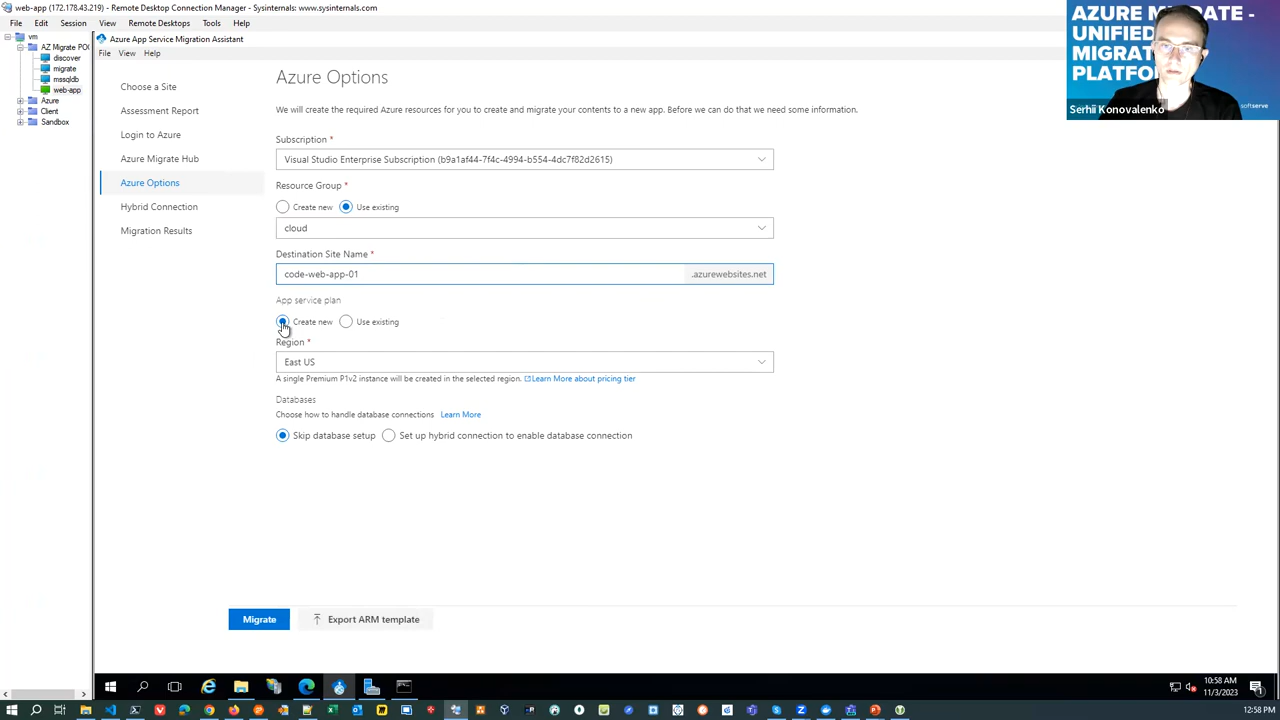 web-app (172.178.43.219) - Remote Desktop Connection Manager - Sysinternals: www.sysinternals.com
File Edit Session View Remote Desktops Tools Help
vm
AZ Migrate POC
discover
migrate
mssqldb
web-app
Azure
Client
Sandbox
Azure App Service Migration Assistant
File View Help
Choose a Site
Assessment Report
Login to Azure
Azure Migrate Hub
Azure Options
Hybrid Connection
Migration Results
Azure Options
We will create the required Azure resources for you to create and migrate your contents to a new app. Before we can do that we need some information.
Subscription *
Visual Studio Enterprise Subscription (b9a1af44-7f4c-4994-b554-4dc7f82d2615)
Resource Group *
Create new Use existing
cloud
Destination Site Name *
code-web-app-01 .azurewebsites.net
App service plan
Create new Use existing
Region *
East US
A single Premium P1v2 instance will be created in the selected region. Learn More about pricing tier
Databases
Choose how to handle database connections Learn More
Skip database setup Set up hybrid connection to enable database connection
Migrate Export ARM template
AZURE MIGRATE -
UNIFIED
MIGRAT
PLATFO
Serhii Konovalenko
softserve
10:58 AM
11/3/2023
12:58 PM